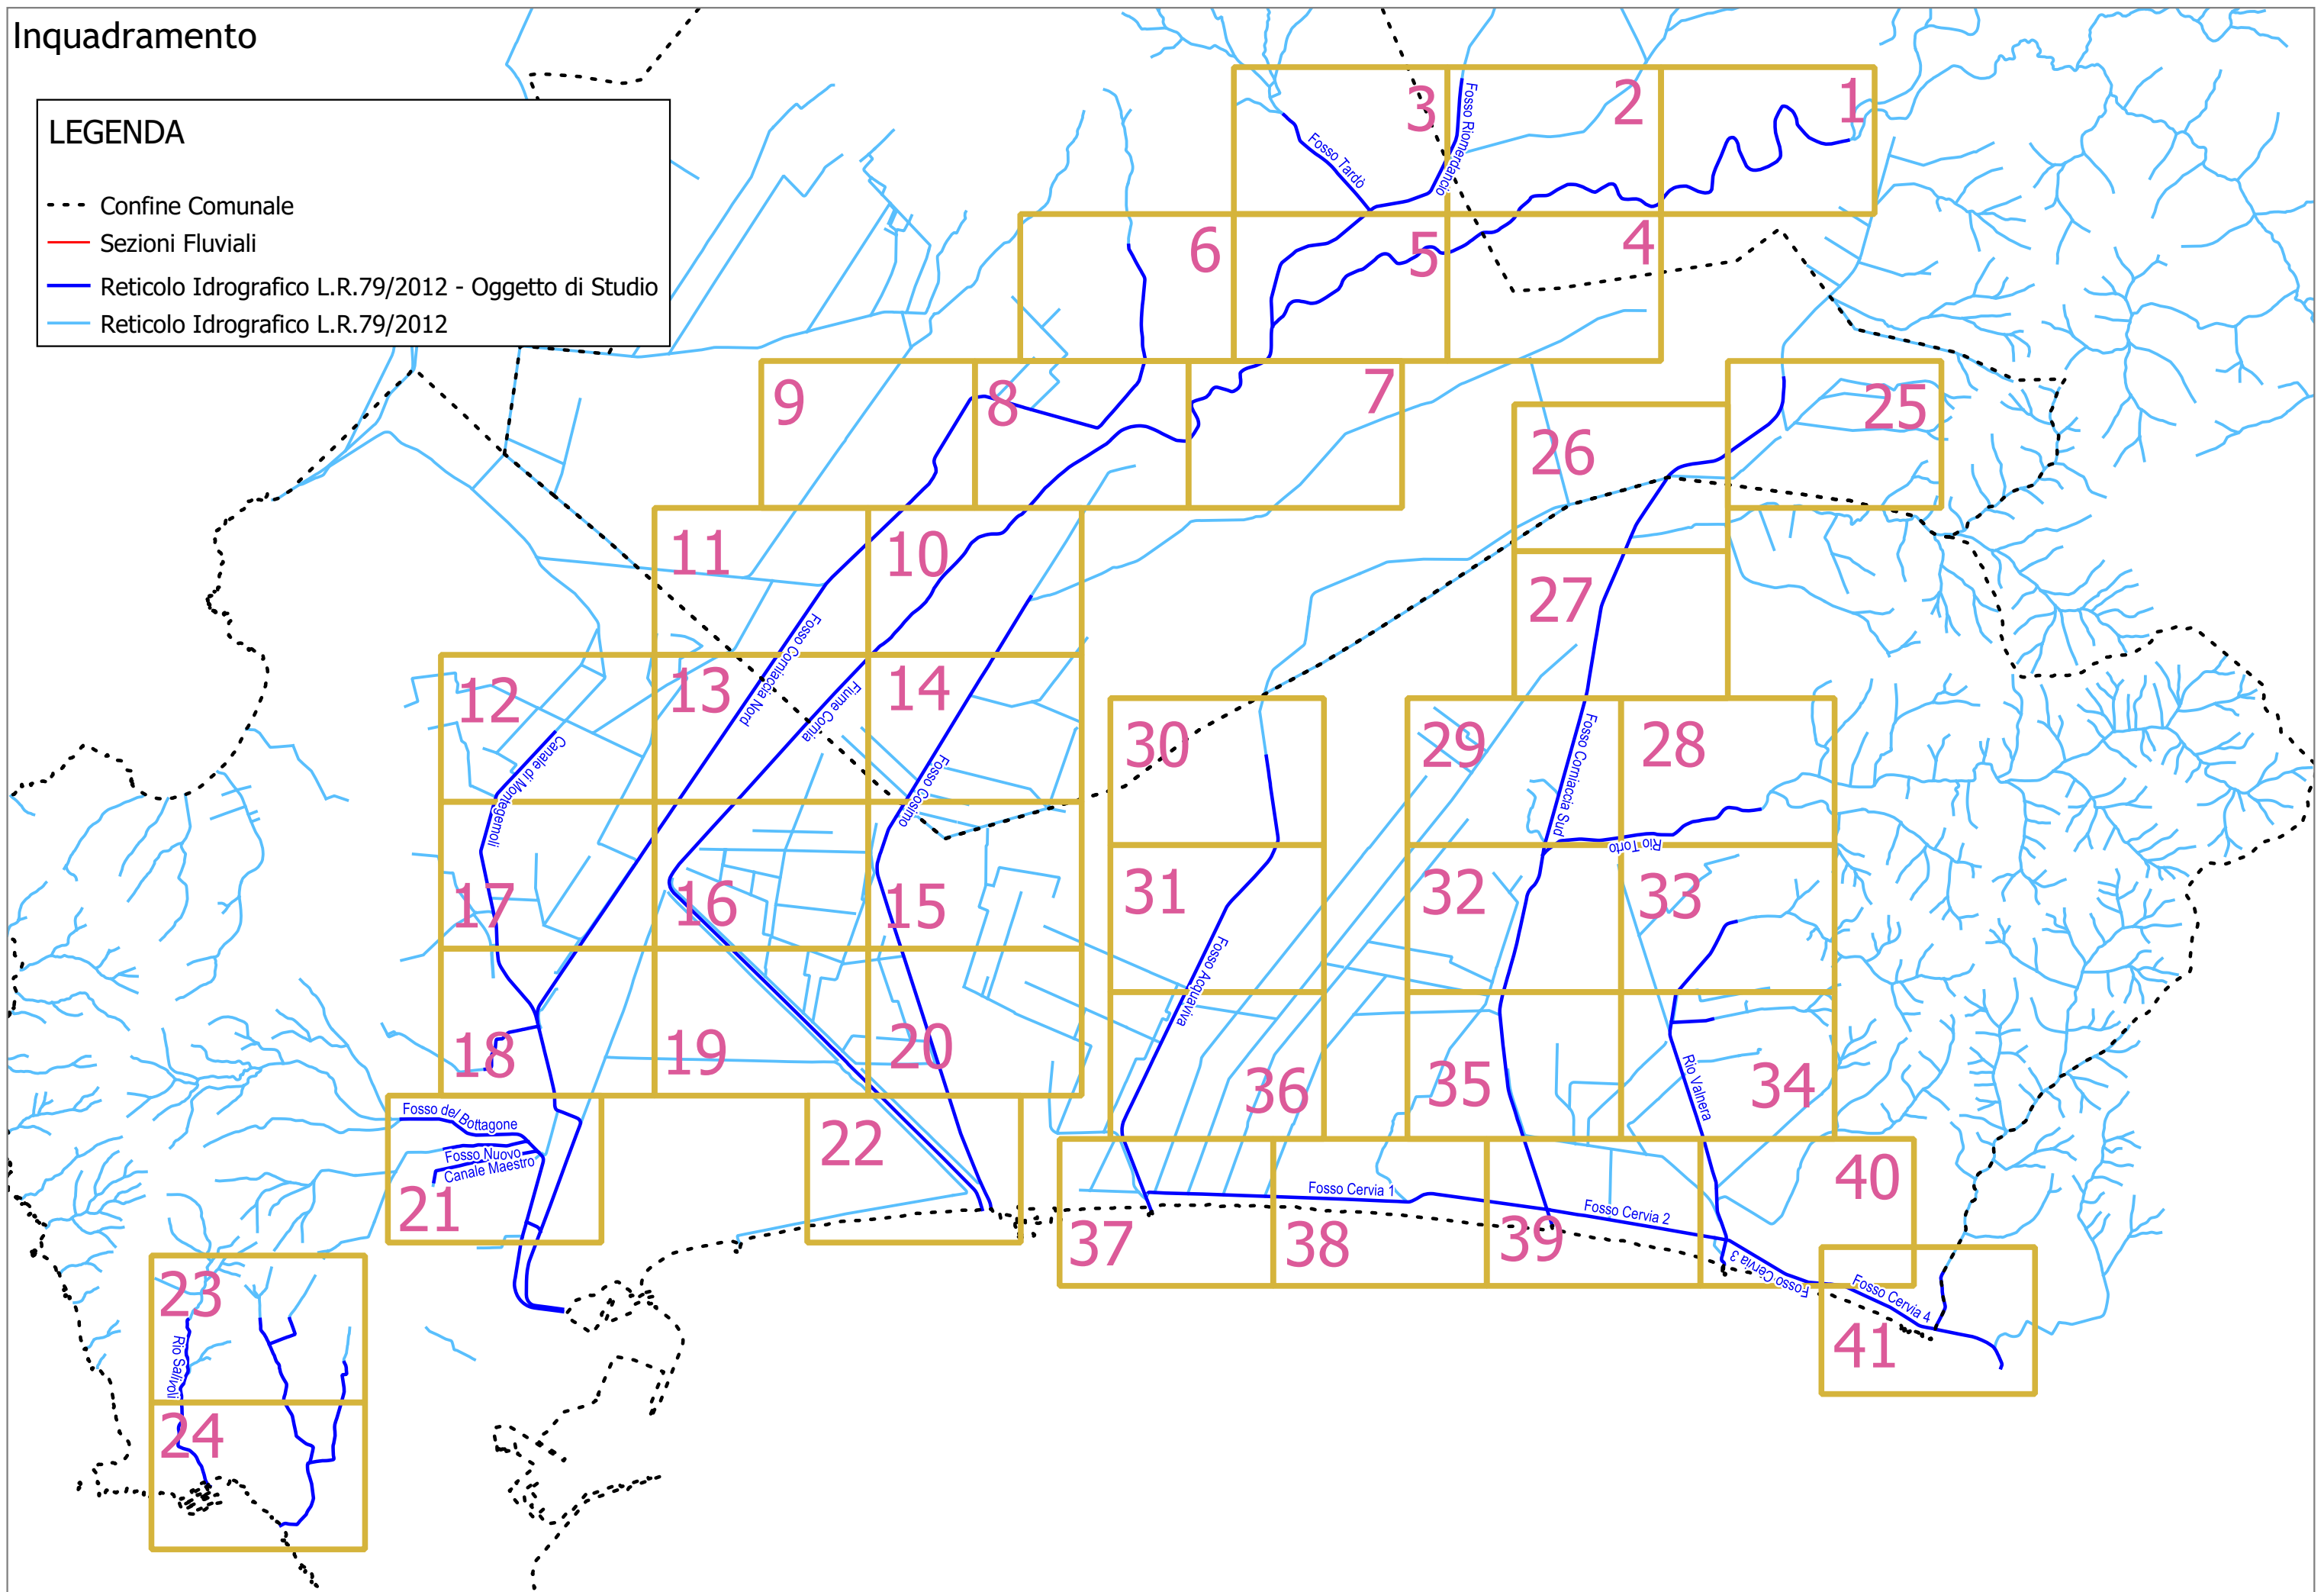 Inquadramento
LEGENDA
Confine Comunale
Sezioni Fluviali
Reticolo Idrografico L.R.79/2012 - Oggetto di Studio
Reticolo Idrografico L.R.79/2012
3
2
1
Fosso Tardò
Fosso Riomerdancio
6
5
4
9
8
7
25
26
11
10
27
Fosso Corniaccia Nord
12
13
Fiume Cornia
14
Canale di Montegemoli
Fosso Cosimo
30
29
Fosso Corniaccia Sud
28
Rio Torto
17
16
15
31
32
33
Fosso Acquaviva
18
19
20
36
35
Rio Valnera
34
Fosso del Bottagone
Fosso Nuovo
Canale Maestro
21
22
37
Fosso Cervia 1
38
39
Fosso Cervia 2
40
Fosso Cervia 3
Fosso Cervia 4
41
23
Rio Salivoli
24